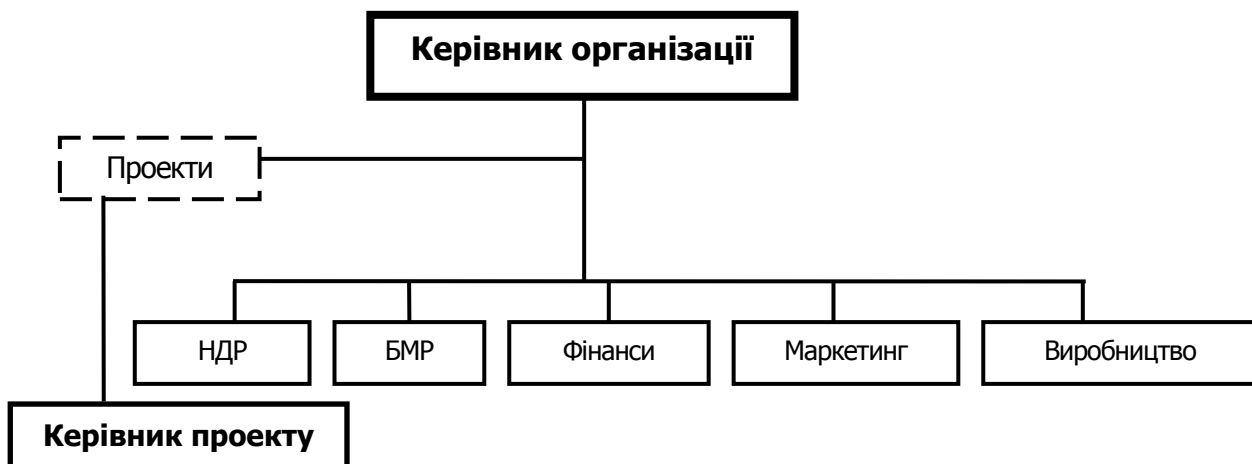 Керівник організації
Проекти
НДР
БМР
Фінанси
Маркетинг
Виробництво
Керівник проекту